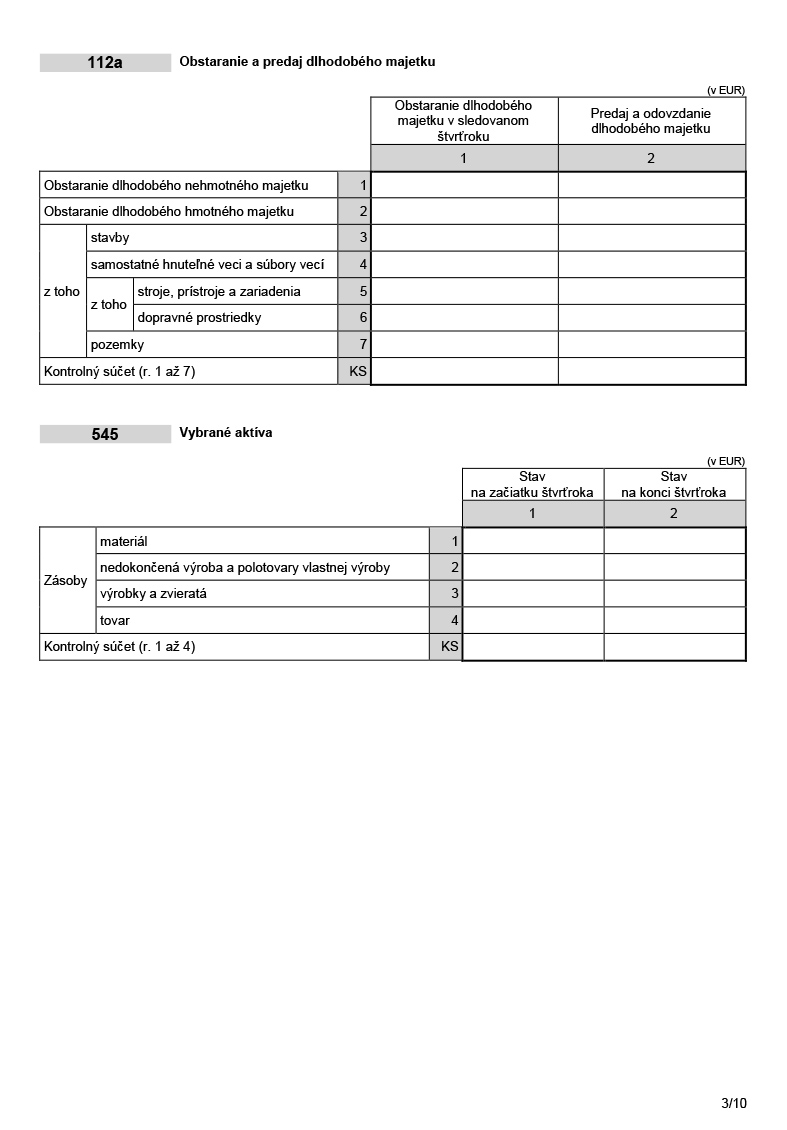 112a Obstaranie a predaj dlhodobého majetku
(v EUR)
Obstaranie dlhodobého
majetku v sledovanom
štvrťroku
Predaj a odovzdanie
dlhodobého majetku
1 2
Obstaranie dlhodobého nehmotného majetku 1
Obstaranie dlhodobého hmotného majetku 2
z toho
stavby 3
samostatné hnuteľné veci a súbory vecí 4
z toho
stroje, prístroje a zariadenia 5
dopravné prostriedky 6
pozemky 7
Kontrolný súčet (r. 1 až 7) KS
545 Vybrané aktíva
(v EUR)
Stav
na začiatku štvrťroka
Stav
na konci štvrťroka
1 2
Zásoby
materiál 1
nedokončená výroba a polotovary vlastnej výroby 2
výrobky a zvieratá 3
tovar 4
Kontrolný súčet (r. 1 až 4) KS
3/10